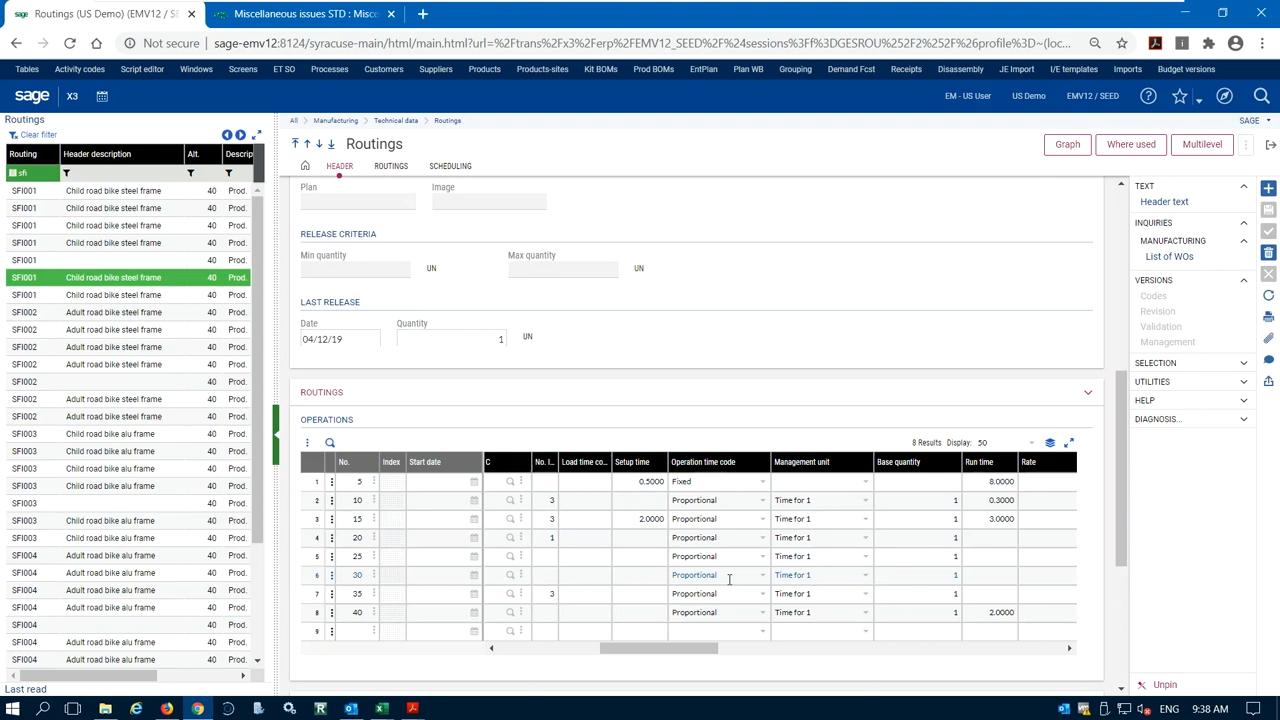 Routings (US Demo) (EMV12 / SEED
Miscellaneous issues STD : Misce
Not secure
sage-emv12:8124/syracuse-main/html/main.html?url=%2Ftrans%2Fx3%2Ferp%2FEMV12_SEED%2F%24sessions%3Ff%3DGESROU%252F2%252F%26profile%3D~(loc...
Tables Activity codes Script editor Windows Screens ET SO Processes Customers Suppliers Products Products-sites Kit BOMs Prod BOMs EntPlan Plan WB Grouping Demand Fcst Receipts Disassembly JE Import I/E templates Imports Budget versions
sage X3 EM - US User US Demo EMV12 / SEED
Routings
Clear filter
All Manufacturing Technical data Routings
SAGE
Routings
Graph Where used Multilevel
HEADER ROUTINGS SCHEDULING
Routing Header description Alt. Descrip
sfi
SFI001 Child road bike steel frame 40 Prod.
SFI001 Child road bike steel frame 40 Prod.
SFI001 Child road bike steel frame 40 Prod.
SFI001 Child road bike steel frame 40 Prod.
SFI001 40 Prod.
SFI001 Child road bike steel frame 40 Prod.
SFI001 Child road bike steel frame 40 Prod.
SFI002 Adult road bike steel frame 40 Prod.
SFI002 Adult road bike steel frame 40 Prod.
SFI002 Adult road bike steel frame 40 Prod.
SFI002 Adult road bike steel frame 40 Prod.
SFI002 40 Prod.
SFI002 Adult road bike steel frame 40 Prod.
SFI002 Adult road bike steel frame 40 Prod.
SFI003 Child road bike alu frame 40 Prod.
SFI003 Child road bike alu frame 40 Prod.
SFI003 Child road bike alu frame 40 Prod.
SFI003 Child road bike alu frame 40 Prod.
SFI003 40 Prod.
SFI003 Child road bike alu frame 40 Prod.
SFI003 Child road bike alu frame 40 Prod.
SFI004 Adult road bike alu frame 40 Prod.
SFI004 Adult road bike alu frame 40 Prod.
SFI004 Adult road bike alu frame 40 Prod.
SFI004 Adult road bike alu frame 40 Prod.
SFI004 40 Prod.
SFI004 Adult road bike alu frame 40 Prod.
SFI004 Adult road bike alu frame 40 Prod.
Last read
Plan Image
RELEASE CRITERIA
Min quantity Max quantity
UN UN
LAST RELEASE
Date Quantity
04/12/19 1 UN
ROUTINGS
OPERATIONS
8 Results Display: 50
No. Index Start date C No. l... Load time co... Setup time Operation time code Management unit Base quantity Run time Rate
1 5 0.5000 Fixed 8.0000
2 10 3 Proportional Time for 1 1 0.3000
3 15 3 2.0000 Proportional Time for 1 1 3.0000
4 20 1 Proportional Time for 1 1
5 25 Proportional Time for 1 1
6 30 Proportional Time for 1 1
7 35 3 Proportional Time for 1 1
8 40 Proportional Time for 1 1 2.0000
9
TEXT
Header text
INQUIRIES
MANUFACTURING
List of WOs
VERSIONS
Codes
Revision
Validation
Management
SELECTION
UTILITIES
HELP
DIAGNOSIS...
Unpin
ENG 9:38 AM